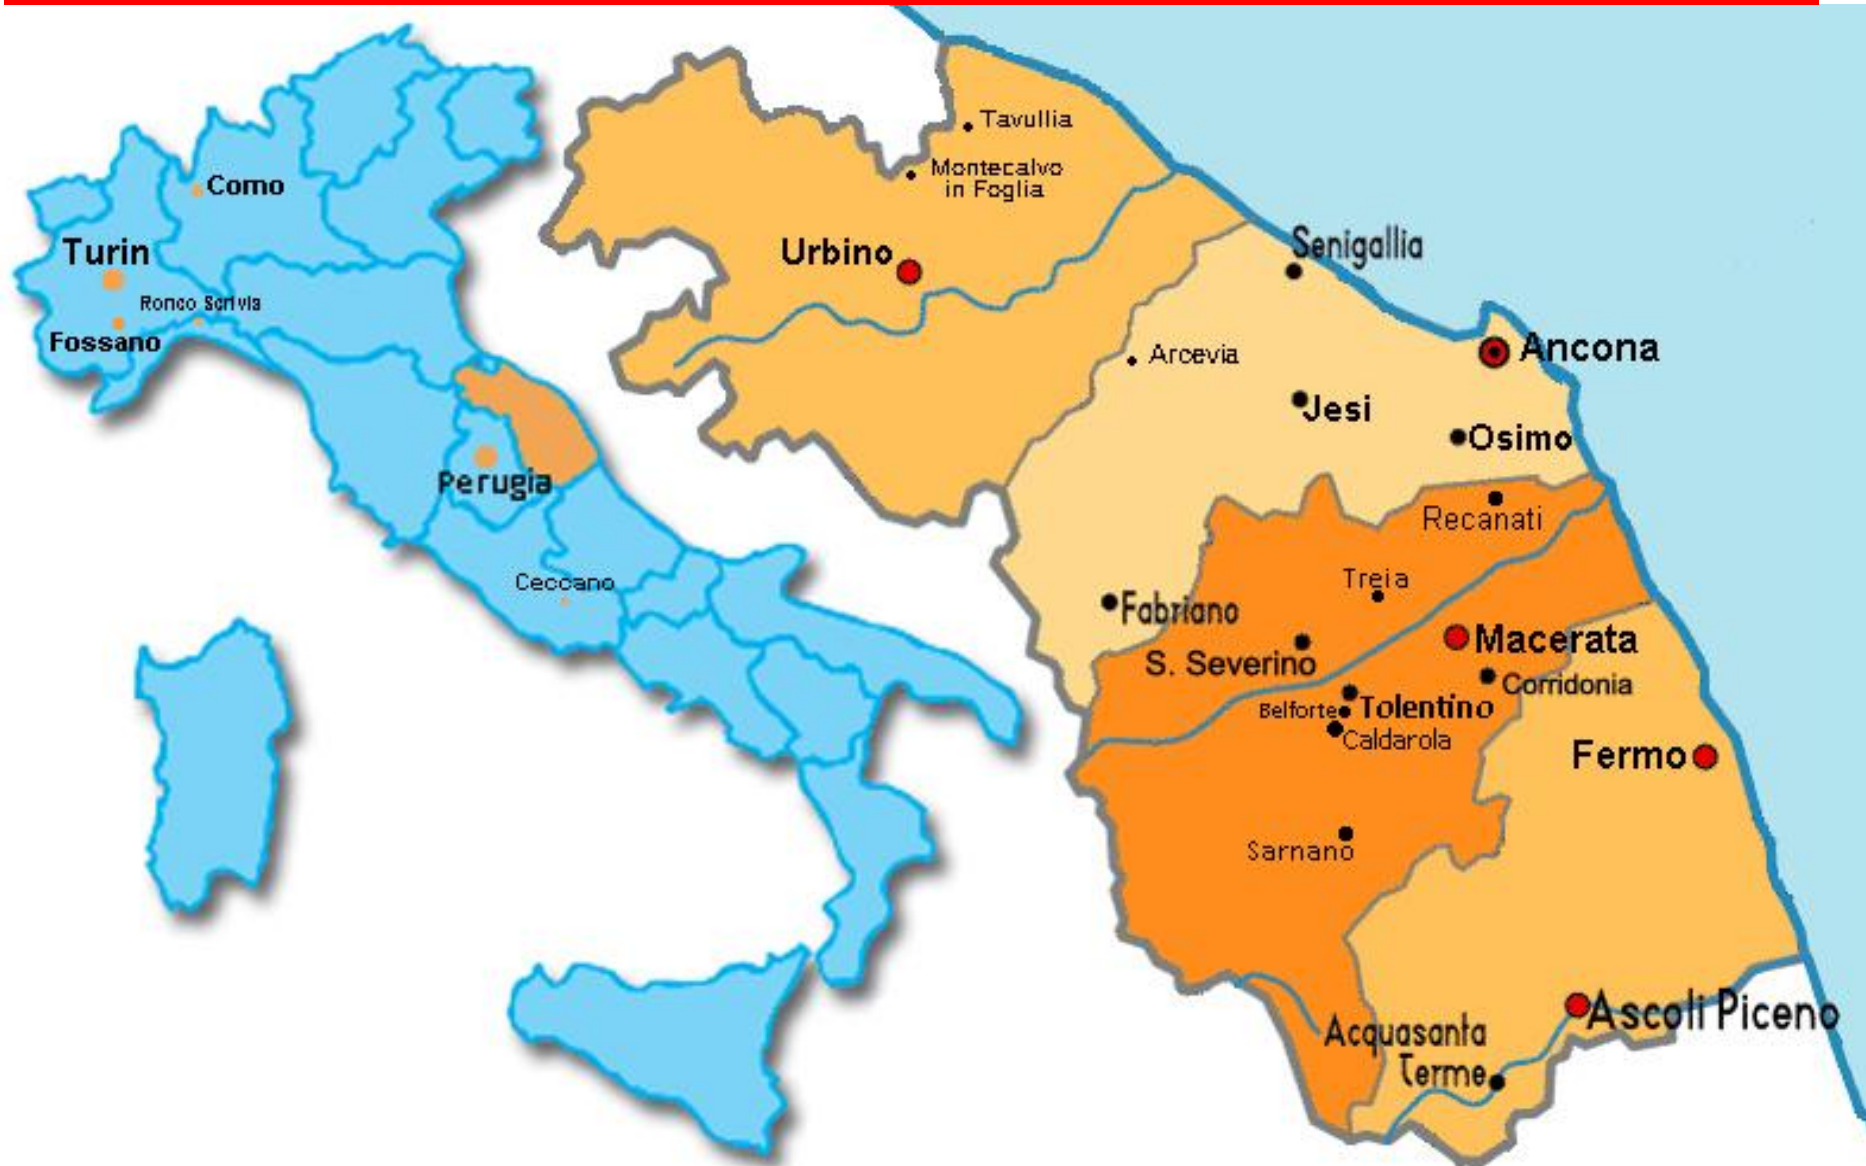 Como
Turin
Ronco Scrivia
Fossano
Perugia
Ceccano
Tavullia
Montecalvo
in Foglia
Urbino
Senigallia
Arcevia
Ancona
Jesi
Osimo
Recanati
Treia
Fabriano
Macerata
S. Severino
Corridonia
Belforte
Tolentino
Caldarola
Fermo
Sarnano
Ascoli Piceno
Acquasanta
Terme